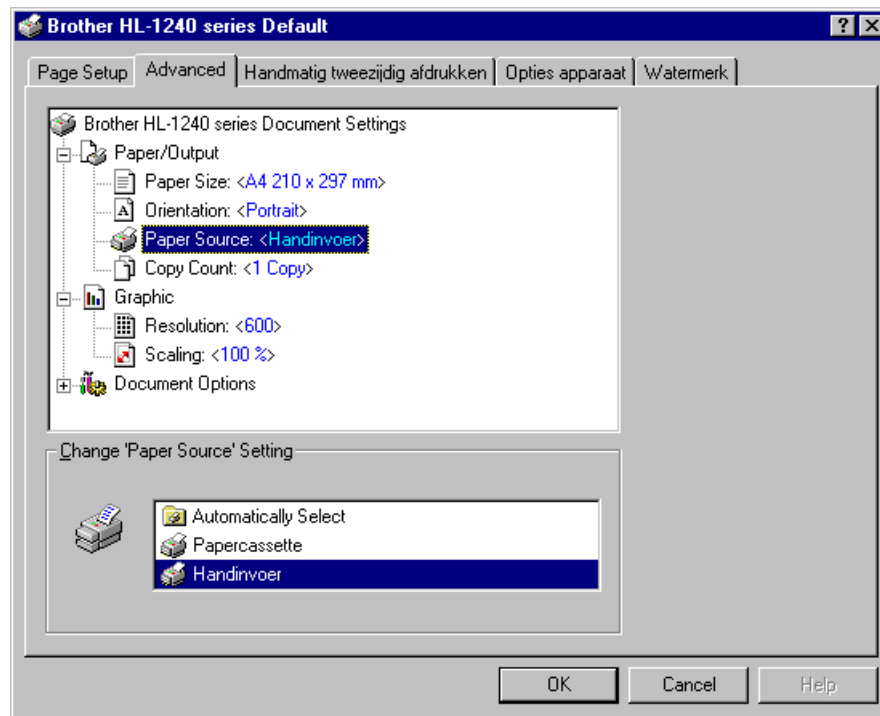 Brother HL-1240 series Default
Page Setup Advanced Handmatig tweezijdig afdrukken Opties apparaat Watermerk
Brother HL-1240 series Document Settings
Paper/Output
Paper Size: <A4 210 x 297 mm>
Orientation: <Portrait>
Paper Source: <Handinvoer>
Copy Count: <1 Copy>
Graphic
Resolution: <600>
Scaling: <100 %>
Document Options
Change 'Paper Source' Setting
Automatically Select
Papercassette
Handinvoer
OK Cancel Help